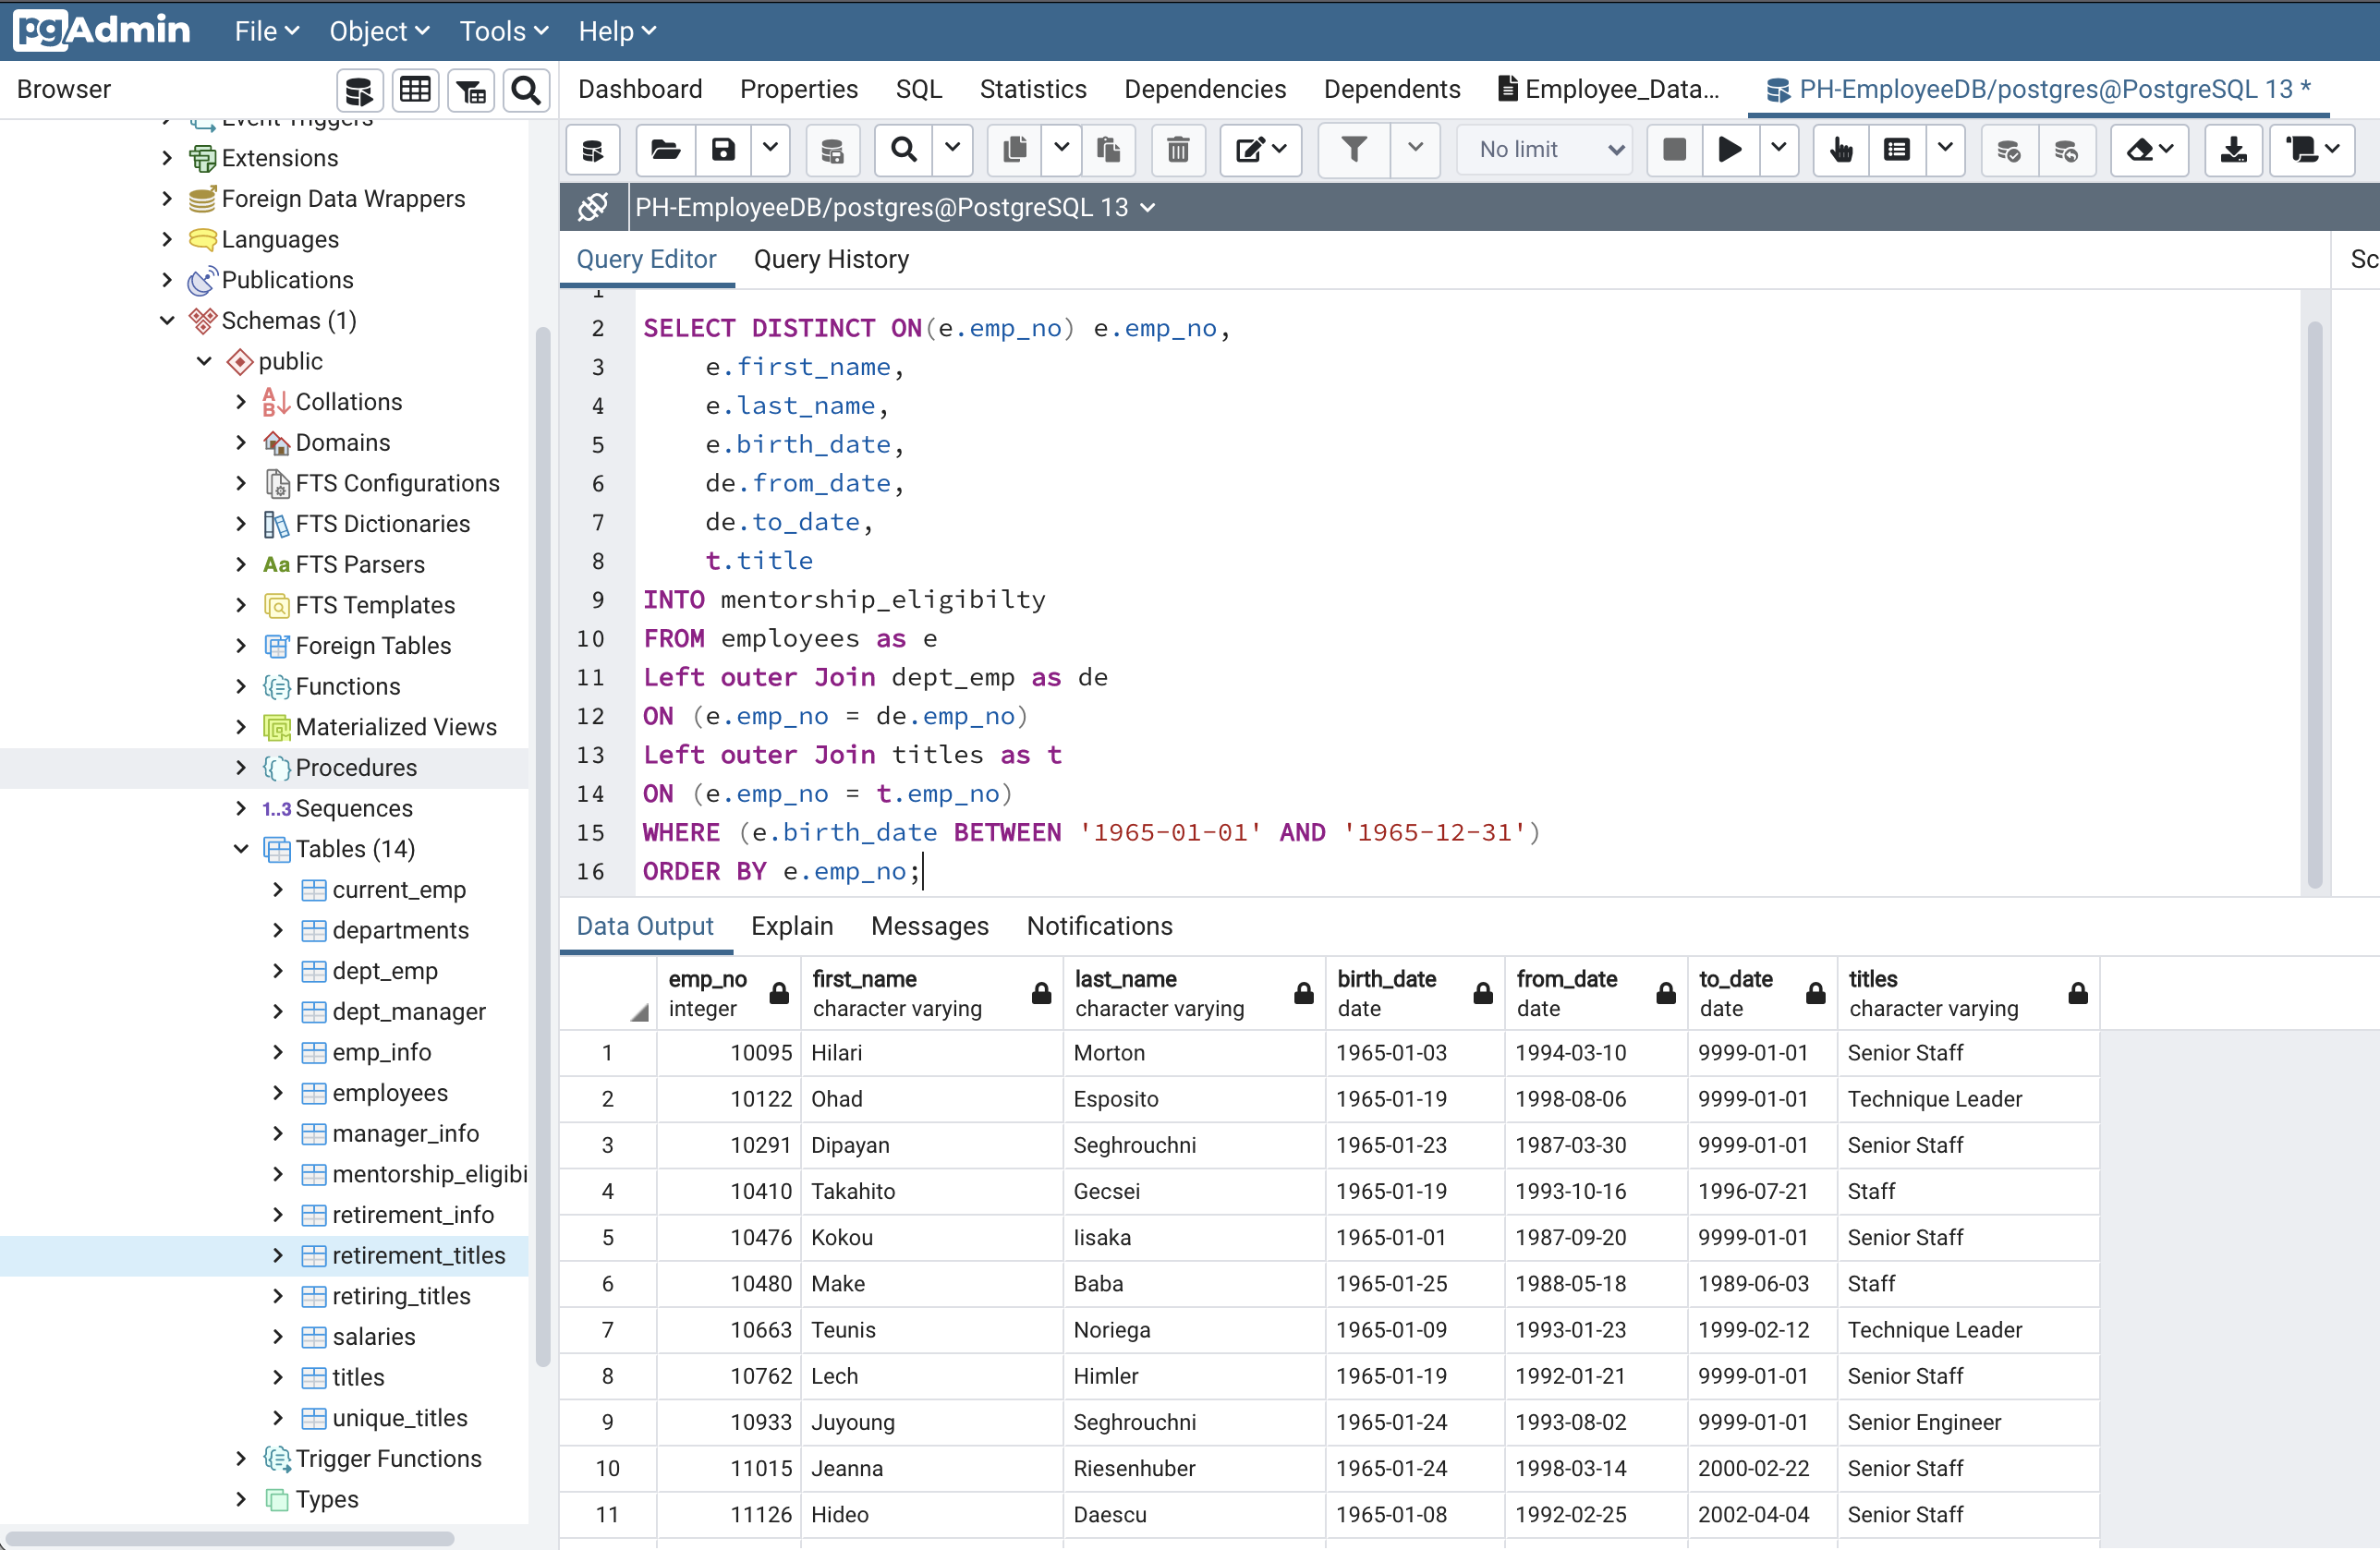 pgAdmin File Object Tools Help
Browser
Dashboard Properties SQL Statistics Dependencies Dependents Employee_Data... PH-EmployeeDB/postgres@PostgreSQL 13 *
No limit
PH-EmployeeDB/postgres@PostgreSQL 13
Event Triggers
Extensions
Foreign Data Wrappers
Languages
Publications
Schemas (1)
public
Collations
Domains
FTS Configurations
FTS Dictionaries
Aa FTS Parsers
FTS Templates
Foreign Tables
Functions
Materialized Views
Procedures
1..3 Sequences
Tables (14)
current_emp
departments
dept_emp
dept_manager
emp_info
employees
manager_info
mentorship_eligibi
retirement_info
retirement_titles
retiring_titles
salaries
titles
unique_titles
Trigger Functions
Types
Query Editor Query History Sc
1
2 SELECT DISTINCT ON(e.emp_no) e.emp_no,
3 e.first_name,
4 e.last_name,
5 e.birth_date,
6 de.from_date,
7 de.to_date,
8 t.title
9 INTO mentorship_eligibilty
10 FROM employees as e
11 Left outer Join dept_emp as de
12 ON (e.emp_no = de.emp_no)
13 Left outer Join titles as t
14 ON (e.emp_no = t.emp_no)
15 WHERE (e.birth_date BETWEEN '1965-01-01' AND '1965-12-31')
16 ORDER BY e.emp_no;
Data Output Explain Messages Notifications
emp_no first_name last_name birth_date from_date to_date titles
integer character varying character varying date date date character varying
1 10095 Hilari Morton 1965-01-03 1994-03-10 9999-01-01 Senior Staff
2 10122 Ohad Esposito 1965-01-19 1998-08-06 9999-01-01 Technique Leader
3 10291 Dipayan Seghrouchni 1965-01-23 1987-03-30 9999-01-01 Senior Staff
4 10410 Takahito Gecsei 1965-01-19 1993-10-16 1996-07-21 Staff
5 10476 Kokou Iisaka 1965-01-01 1987-09-20 9999-01-01 Senior Staff
6 10480 Make Baba 1965-01-25 1988-05-18 1989-06-03 Staff
7 10663 Teunis Noriega 1965-01-09 1993-01-23 1999-02-12 Technique Leader
8 10762 Lech Himler 1965-01-19 1992-01-21 9999-01-01 Senior Staff
9 10933 Juyoung Seghrouchni 1965-01-24 1993-08-02 9999-01-01 Senior Engineer
10 11015 Jeanna Riesenhuber 1965-01-24 1998-03-14 2000-02-22 Senior Staff
11 11126 Hideo Daescu 1965-01-08 1992-02-25 2002-04-04 Senior Staff